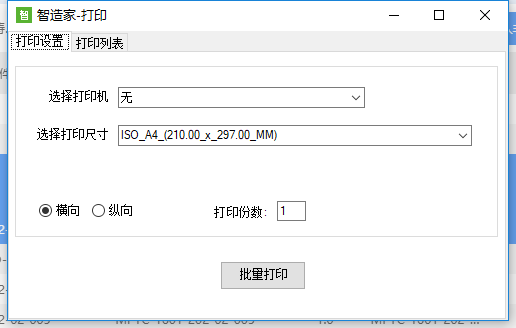 智 智造家-打印
打印设置 打印列表
选择打印机 无
选择打印尺寸 ISO_A4_(210.00_x_297.00_MM)
横向 纵向 打印份数: 1
批量打印